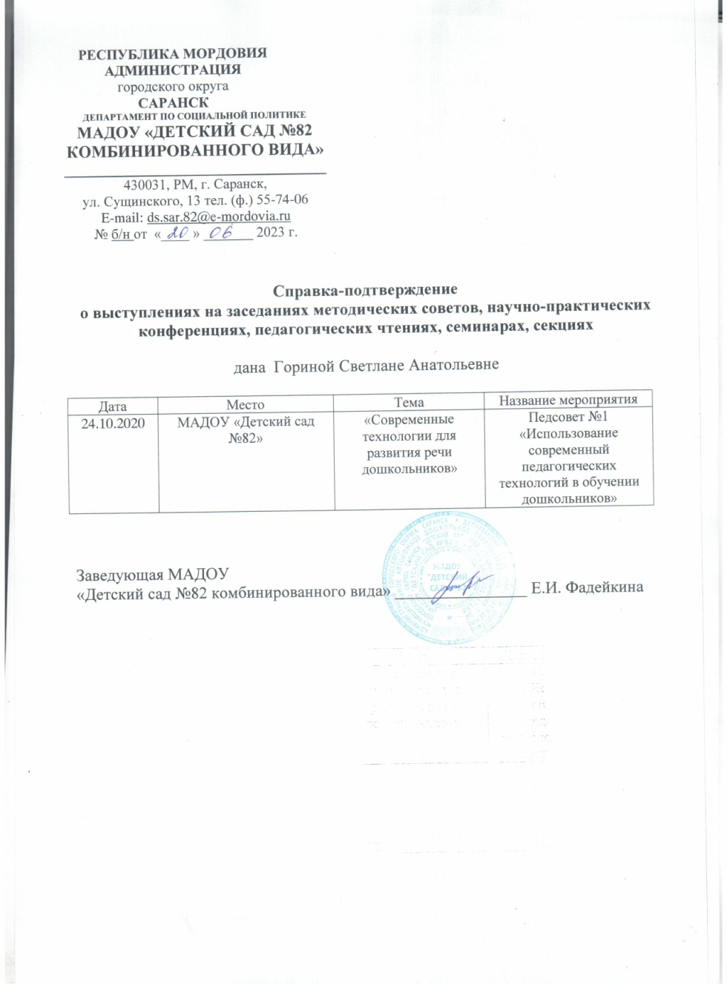 РЕСПУБЛИКА МОРДОВИЯ
АДМИНИСТРАЦИЯ
городского округа
САРАНСК
ДЕПАРТАМЕНТ ПО СОЦИАЛЬНОЙ ПОЛИТИКЕ
МАДОУ «ДЕТСКИЙ САД №82
КОМБИНИРОВАННОГО ВИДА»
430031, РМ, г. Саранск,
ул. Сущинского, 13 тел. (ф.) 55-74-06
E-mail: ds.sar.82@e-mordovia.ru
№ б/н от « 20 » 06 2023 г.
Справка-подтверждение
о выступлениях на заседаниях методических советов, научно-практических
конференциях, педагогических чтениях, семинарах, секциях
дана Гориной Светлане Анатольевне
Дата Место Тема Название мероприятия
24.10.2020
МАДОУ «Детский сад
№82»
«Современные
технологии для
развития речи
дошкольников»
Педсовет №1
«Использование
современный
педагогических
технологий в обучении
дошкольников»
Заведующая МАДОУ
«Детский сад №82 комбинированного вида» Е.И. Фадейкина
МАДОУ
"ДЕТСКИЙ